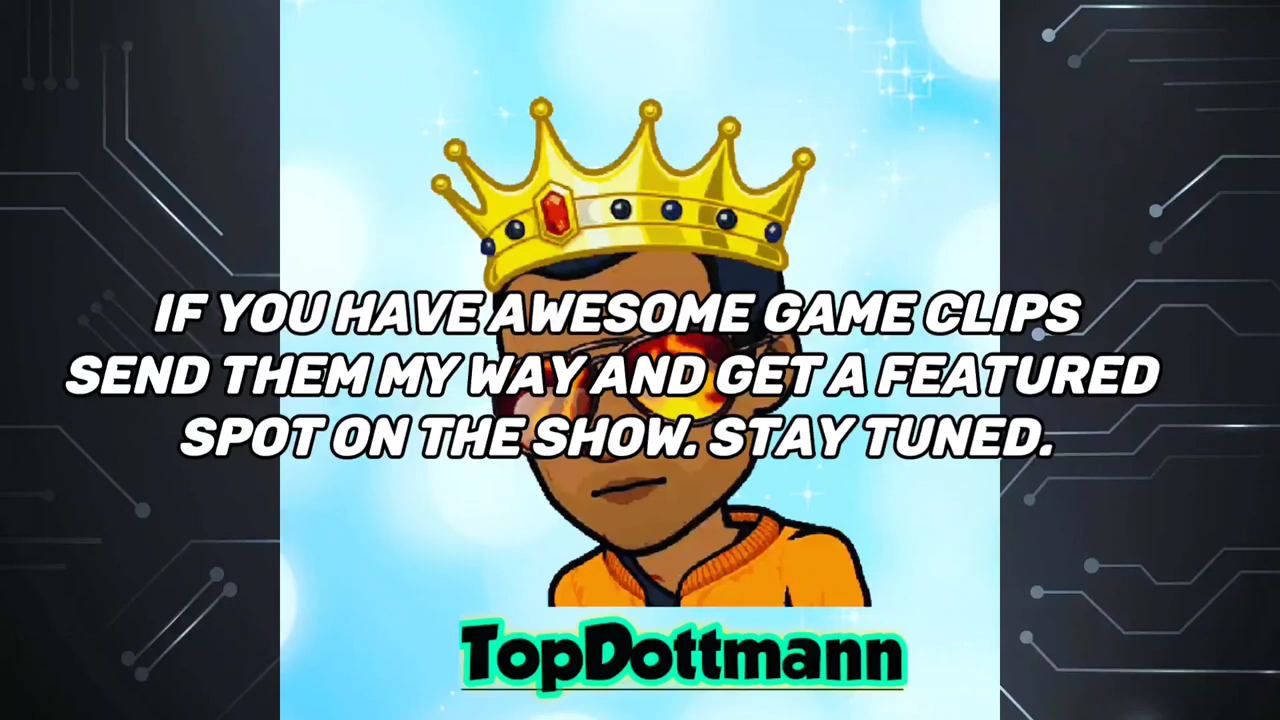 IF YOU HAVE AWESOME GAME CLIPS
SEND THEM MY WAY AND GET A FEATURED
SPOT ON THE SHOW. STAY TUNED.
TopDottmann